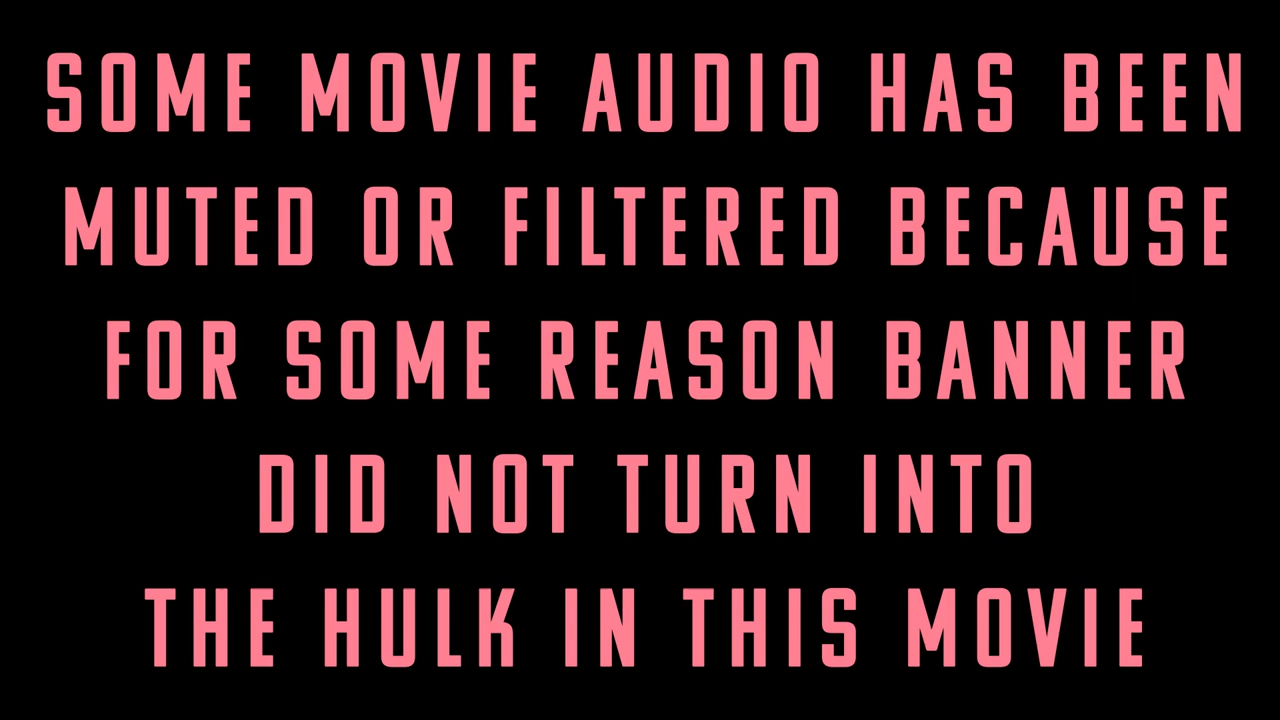 SOME MOVIE AUDIO HAS BEEN
MUTED OR FILTERED BECAUSE
FOR SOME REASON BANNER
DID NOT TURN INTO
THE HULK IN THIS MOVIE